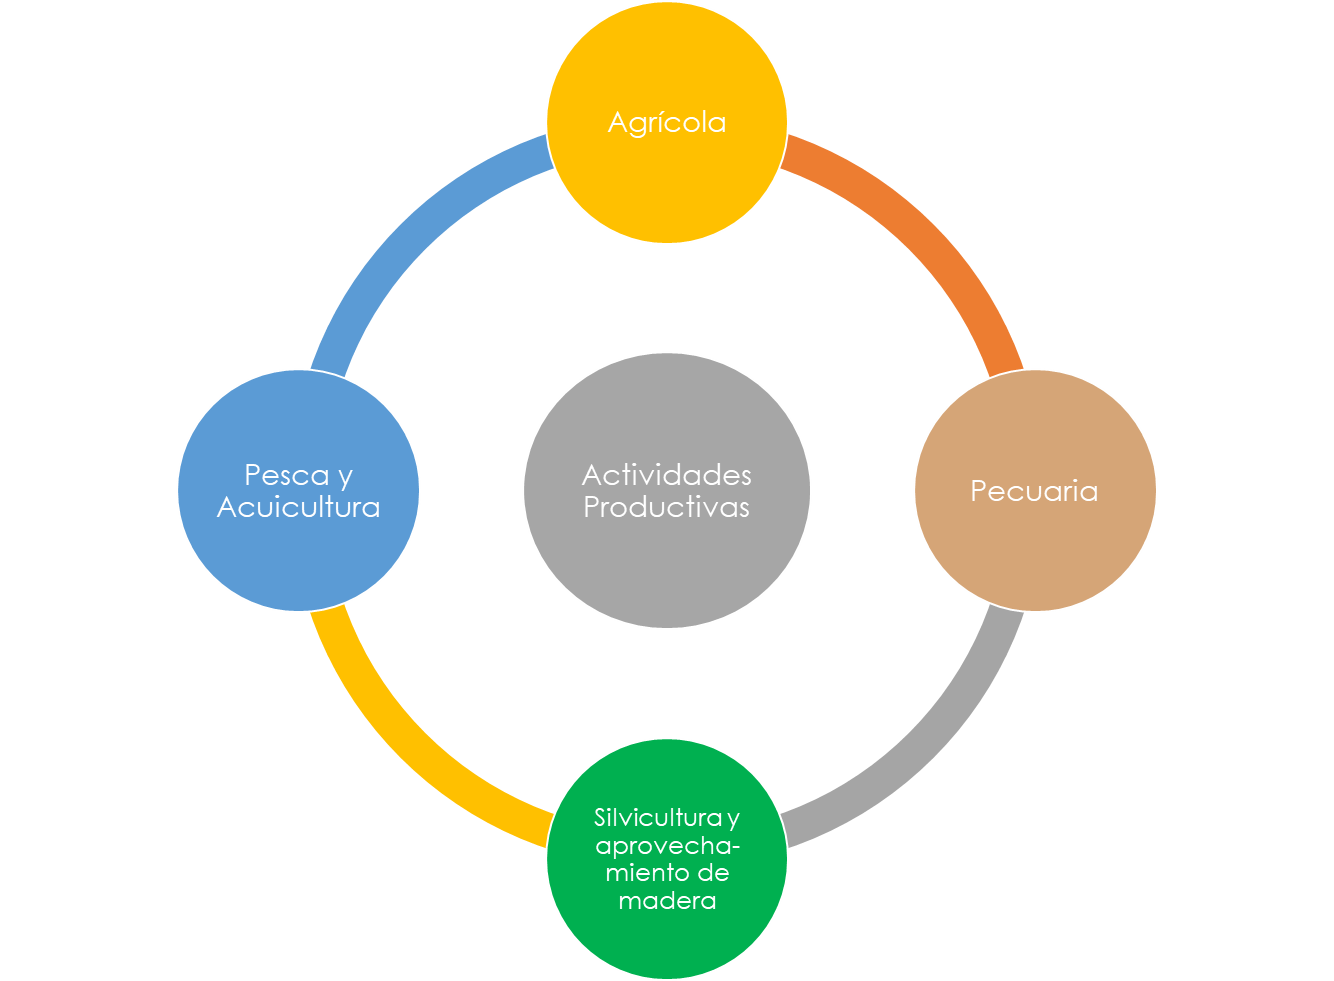 Agrícola
Pesca y
Acuicultura
Actividades
Productivas
Pecuaria
Silvicultura y
aprovecha-
miento de
madera